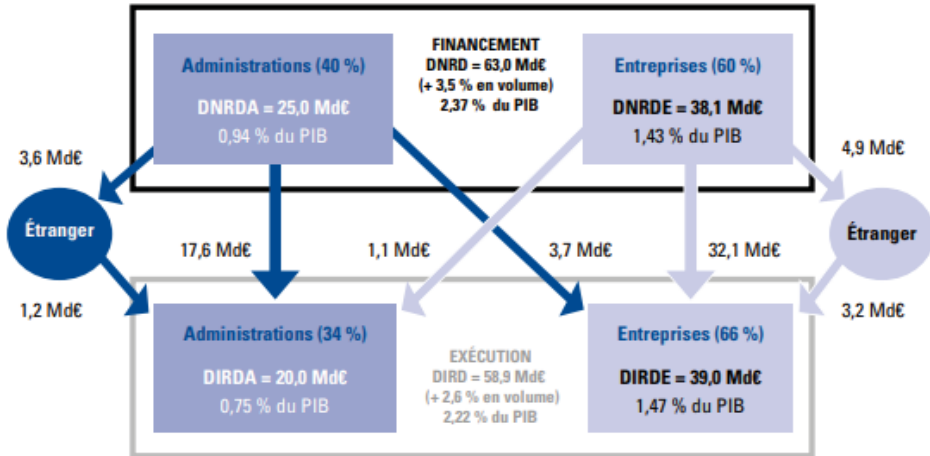 Administrations (40 %)
DNRDA = 25,0 Md€
0,94 % du PIB
FINANCEMENT
DNRD = 63,0 Md€
(+ 3,5 % en volume)
2,37 % du PIB
Entreprises (60 %)
DNRDE = 38,1 Md€
1,43 % du PIB
3,6 Md€
4,9 Md€
Étranger
Étranger
17,6 Md€
1,1 Md€
3,7 Md€
32,1 Md€
1,2 Md€
3,2 Md€
Administrations (34 %)
DIRDA = 20,0 Md€
0,75 % du PIB
EXÉCUTION
DIRD = 58,9 Md€
(+ 2,6 % en volume)
2,22 % du PIB
Entreprises (66 %)
DIRDE = 39,0 Md€
1,47 % du PIB